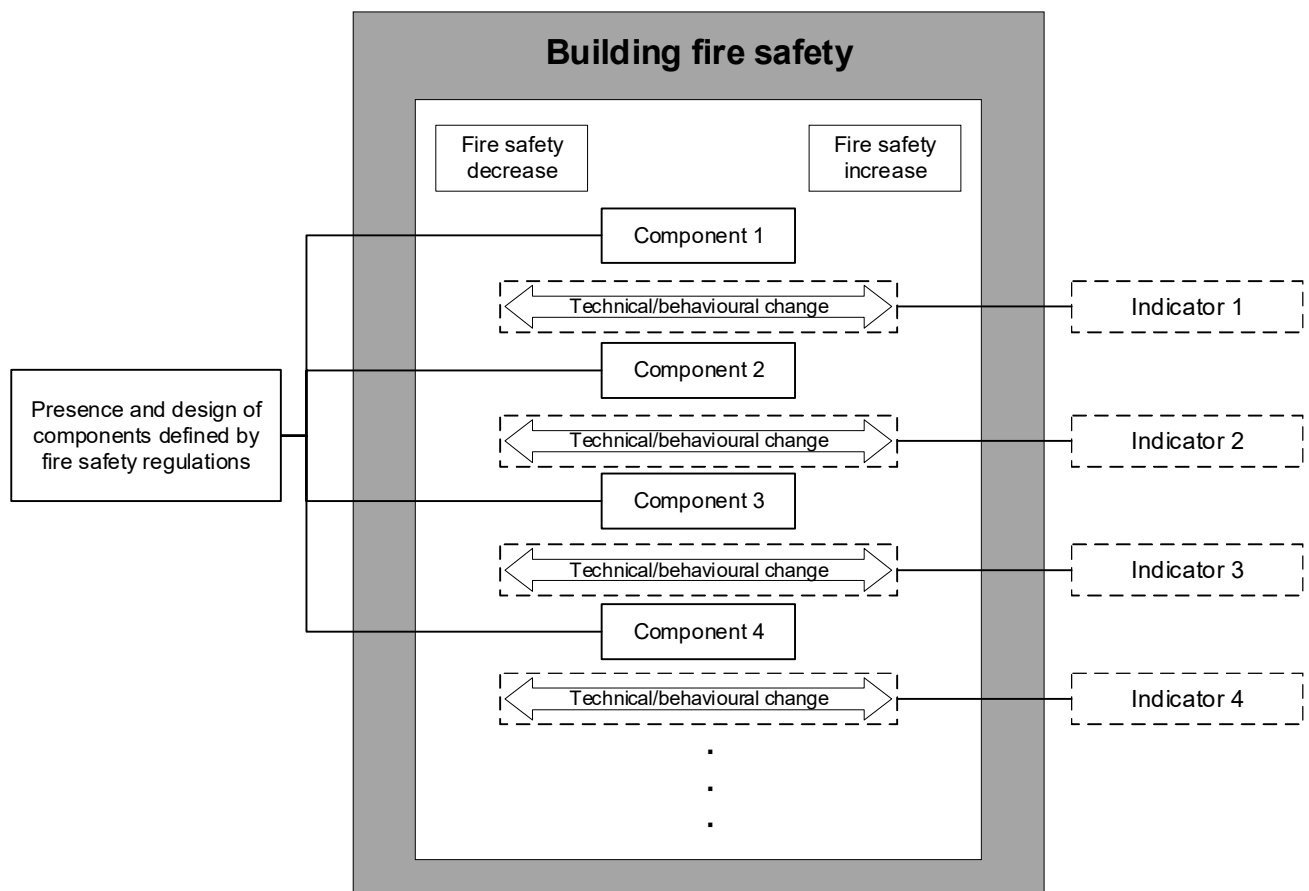 Building fire safety
Fire safety
decrease
Fire safety
increase
Component 1
Technical/behavioural change
Indicator 1
Component 2
Presence and design of
components defined by
fire safety regulations
Technical/behavioural change
Indicator 2
Component 3
Technical/behavioural change
Indicator 3
Component 4
Technical/behavioural change
Indicator 4
.
.
.